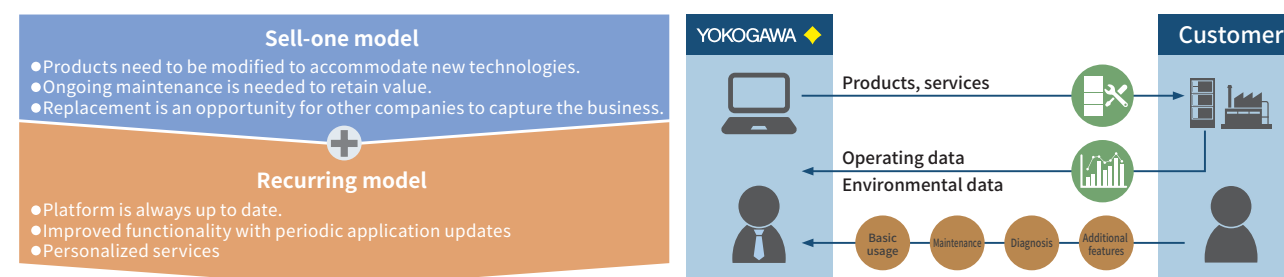 Sell-one model
●Products need to be modified to accommodate new technologies.
●Ongoing maintenance is needed to retain value.
●Replacement is an opportunity for other companies to capture the business.
Recurring model
●Platform is always up to date.
●Improved functionality with periodic application updates
●Personalized services
YOKOGAWA
Customer
Products, services
Operating data
Environmental data
Basic
usage
Maintenance
Diagnosis
Additional
features